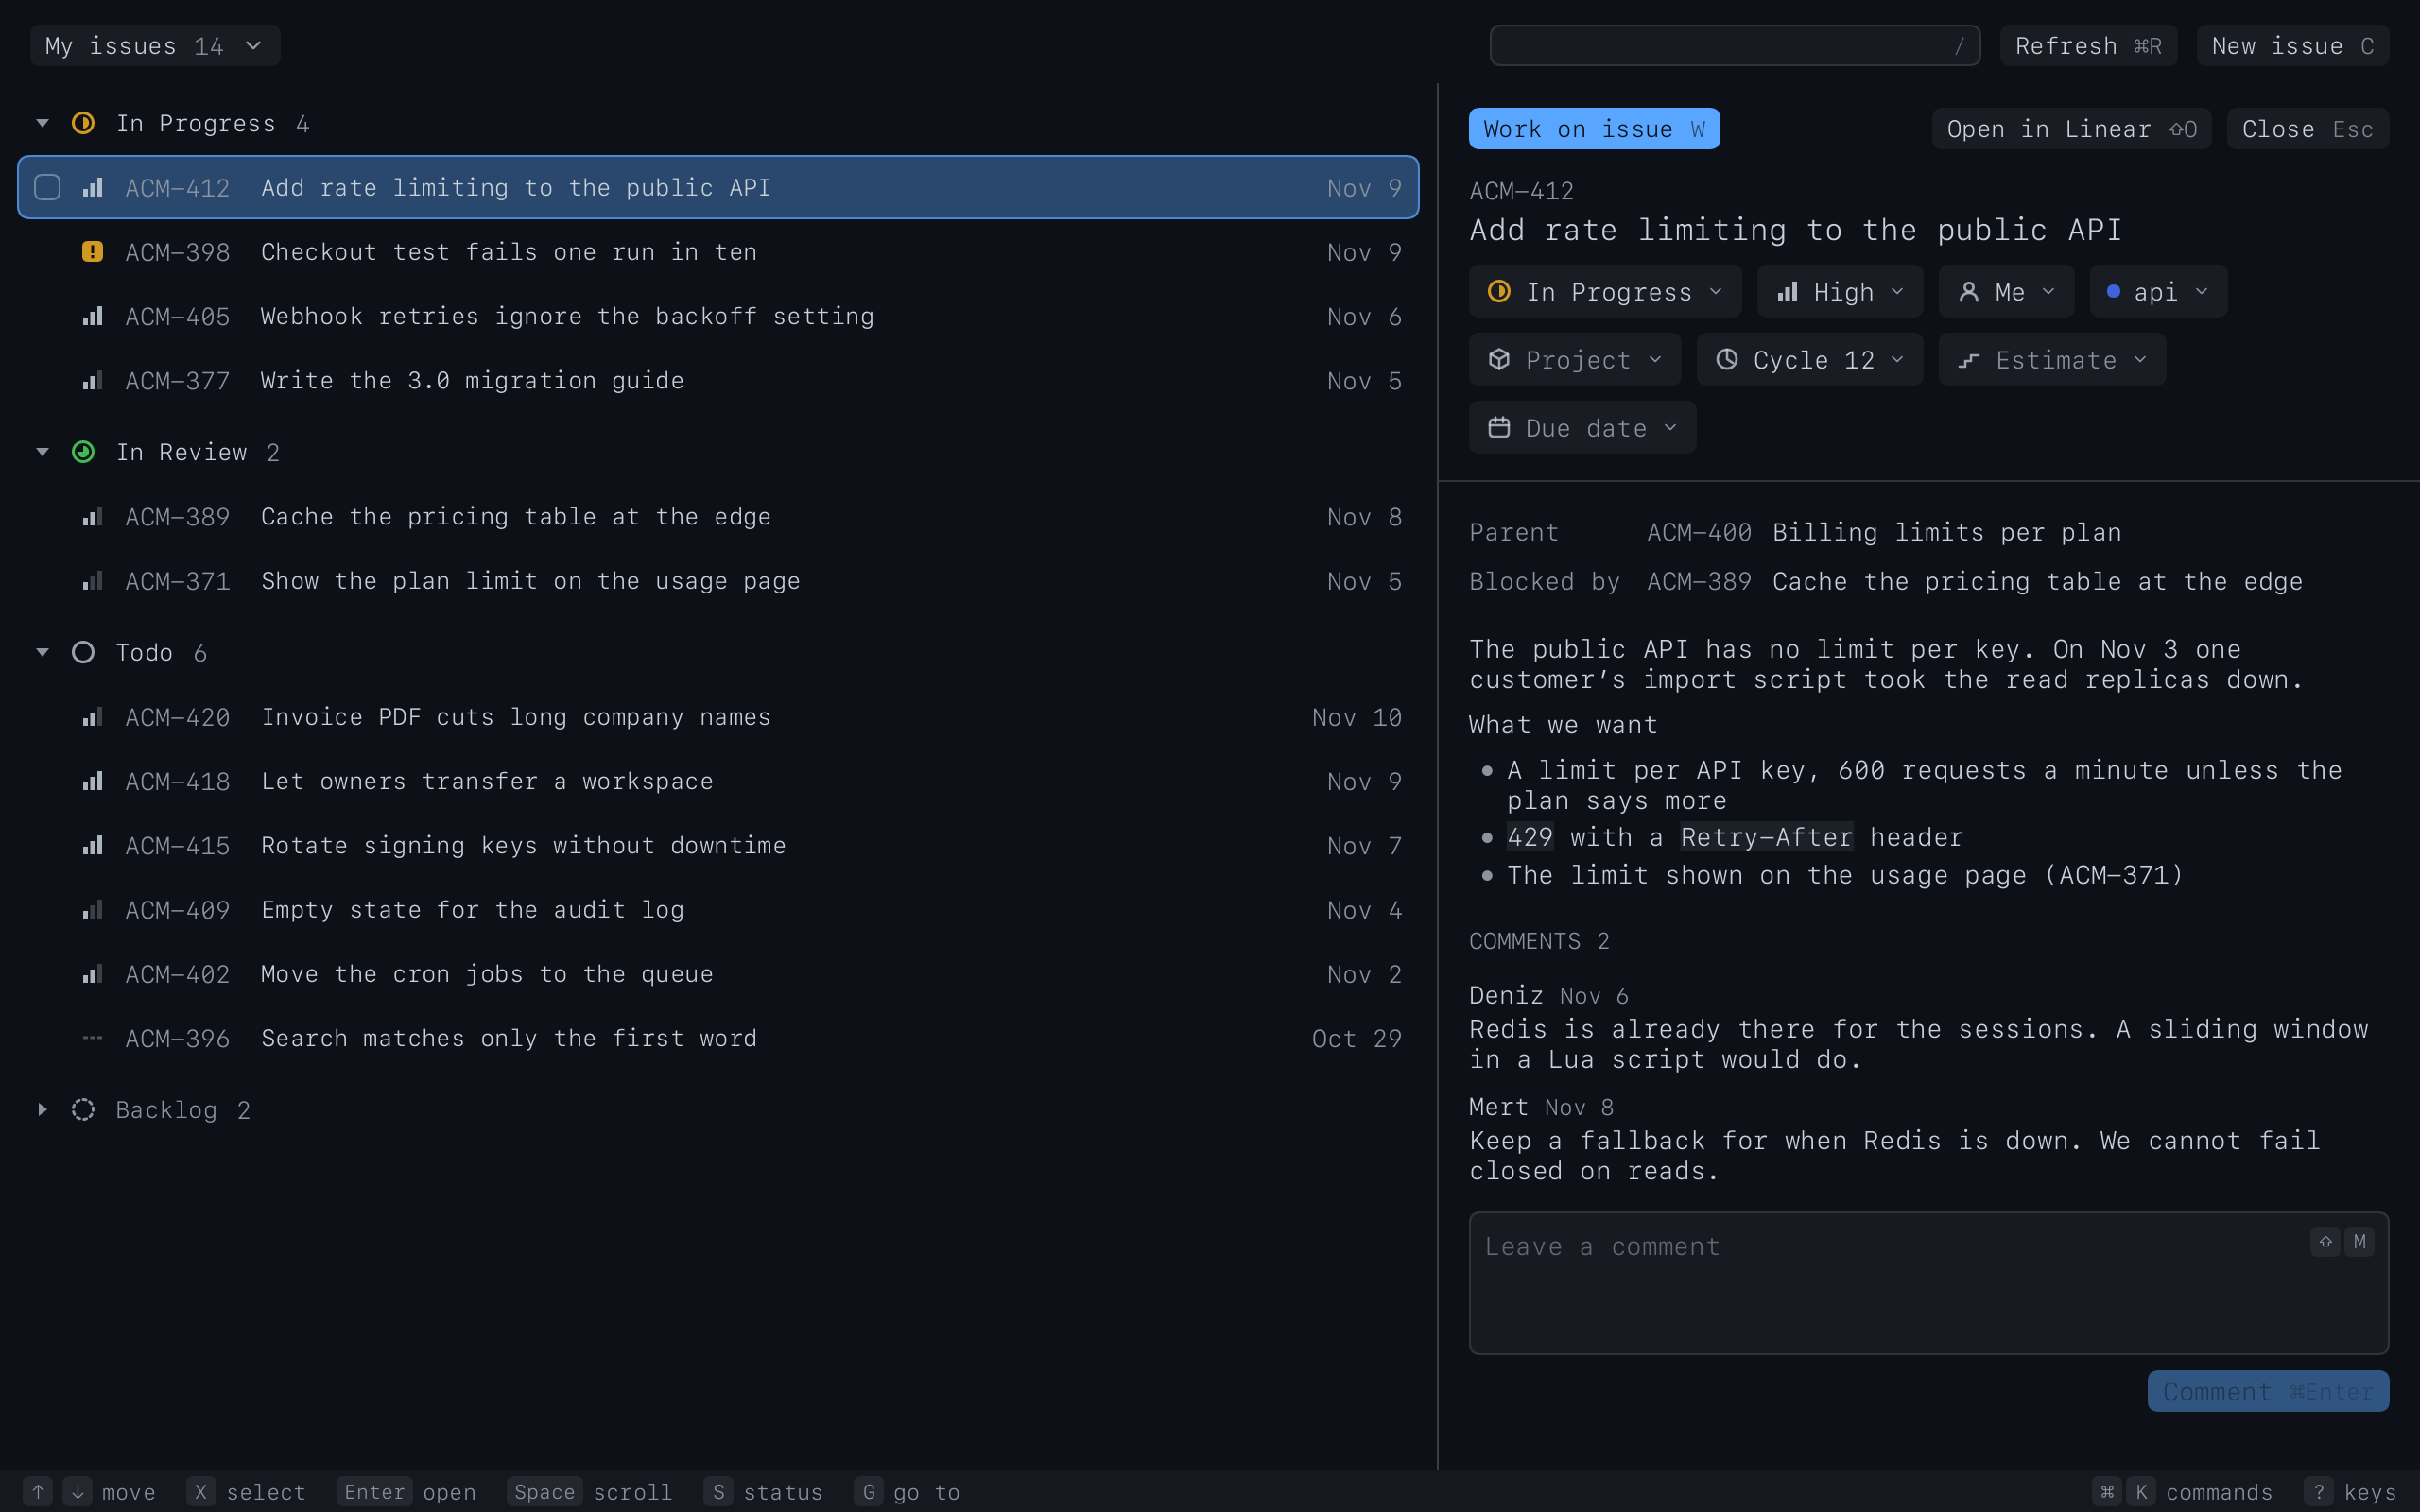 My issues 14
/
Refresh ⌘R
New issue C
In Progress 4
ACM-412 Add rate limiting to the public API Nov 9
ACM-398 Checkout test fails one run in ten Nov 9
ACM-405 Webhook retries ignore the backoff setting Nov 6
ACM-377 Write the 3.0 migration guide Nov 5
In Review 2
ACM-389 Cache the pricing table at the edge Nov 8
ACM-371 Show the plan limit on the usage page Nov 5
Todo 6
ACM-420 Invoice PDF cuts long company names Nov 10
ACM-418 Let owners transfer a workspace Nov 9
ACM-415 Rotate signing keys without downtime Nov 7
ACM-409 Empty state for the audit log Nov 4
ACM-402 Move the cron jobs to the queue Nov 2
ACM-396 Search matches only the first word Oct 29
Backlog 2
Work on issue W
Open in Linear ⇧O
Close Esc
ACM-412
Add rate limiting to the public API
In Progress High Me api
Project Cycle 12 Estimate
Due date
Parent ACM-400 Billing limits per plan
Blocked by ACM-389 Cache the pricing table at the edge
The public API has no limit per key. On Nov 3 one
customer’s import script took the read replicas down.
What we want
• A limit per API key, 600 requests a minute unless the
plan says more
• 429 with a Retry-After header
• The limit shown on the usage page (ACM-371)
COMMENTS 2
Deniz Nov 6
Redis is already there for the sessions. A sliding window
in a Lua script would do.
Mert Nov 8
Keep a fallback for when Redis is down. We cannot fail
closed on reads.
Leave a comment ⇧ M
Comment ⌘Enter
↑ ↓ move X select Enter open Space scroll S status G go to
⌘ K commands ? keys